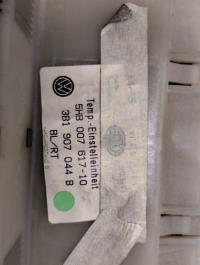 Temp.-Einstelleinheit
5HB 007 617-10
3B1 907 044 B
BL/RT